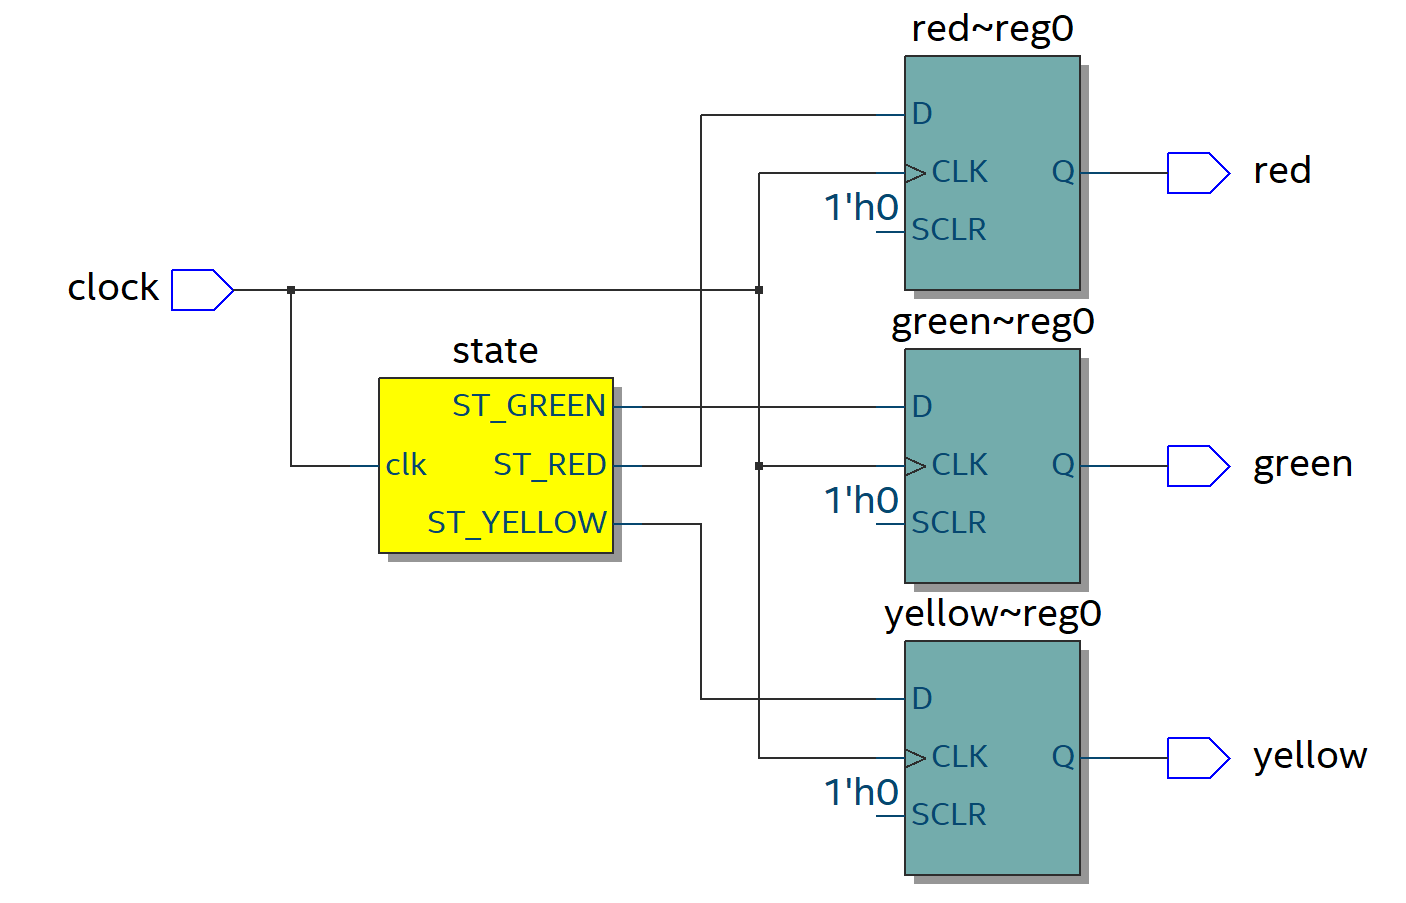 red~reg0
D
CLK
Q
red
1'h0
SCLR
clock
green~reg0
state
ST_GREEN
D
clk
ST_RED
CLK
Q
green
1'h0
ST_YELLOW
SCLR
yellow~reg0
D
CLK
Q
yellow
1'h0
SCLR